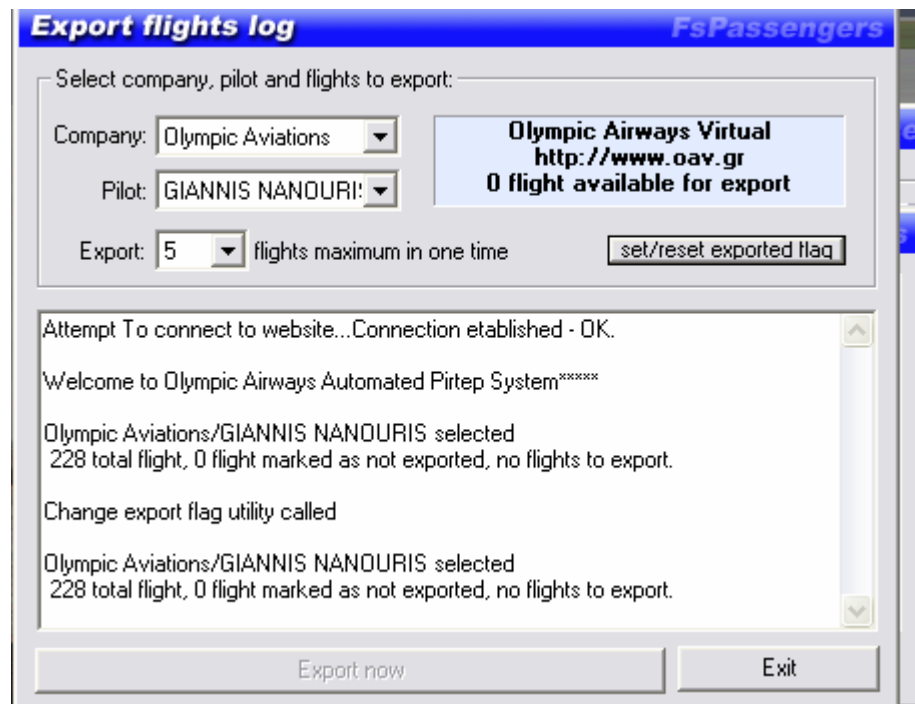 Export flights log
FsPassengers
Select company, pilot and flights to export:
Company: Olympic Aviations
Olympic Airways Virtual
http://www.oav.gr
0 flight available for export
Pilot: GIANNIS NANOURI
Export: 5 flights maximum in one time
set/reset exported flag
Attempt To connect to website...Connection etablished - OK.
Welcome to Olympic Airways Automated Pirtep System*****
Olympic Aviations/GIANNIS NANOURIS selected
228 total flight, 0 flight marked as not exported, no flights to export.
Change export flag utility called
Olympic Aviations/GIANNIS NANOURIS selected
228 total flight, 0 flight marked as not exported, no flights to export.
Export now
Exit